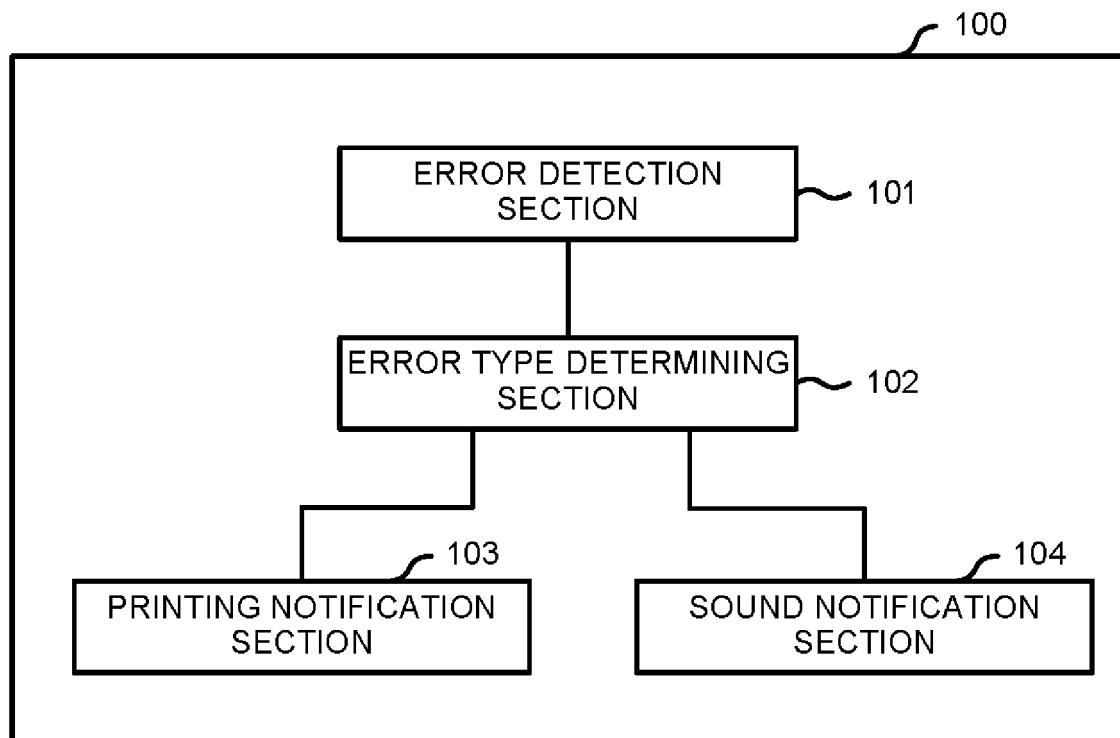 100
ERROR DETECTION
SECTION
101
ERROR TYPE DETERMINING
SECTION
102
103
PRINTING NOTIFICATION
SECTION
104
SOUND NOTIFICATION
SECTION